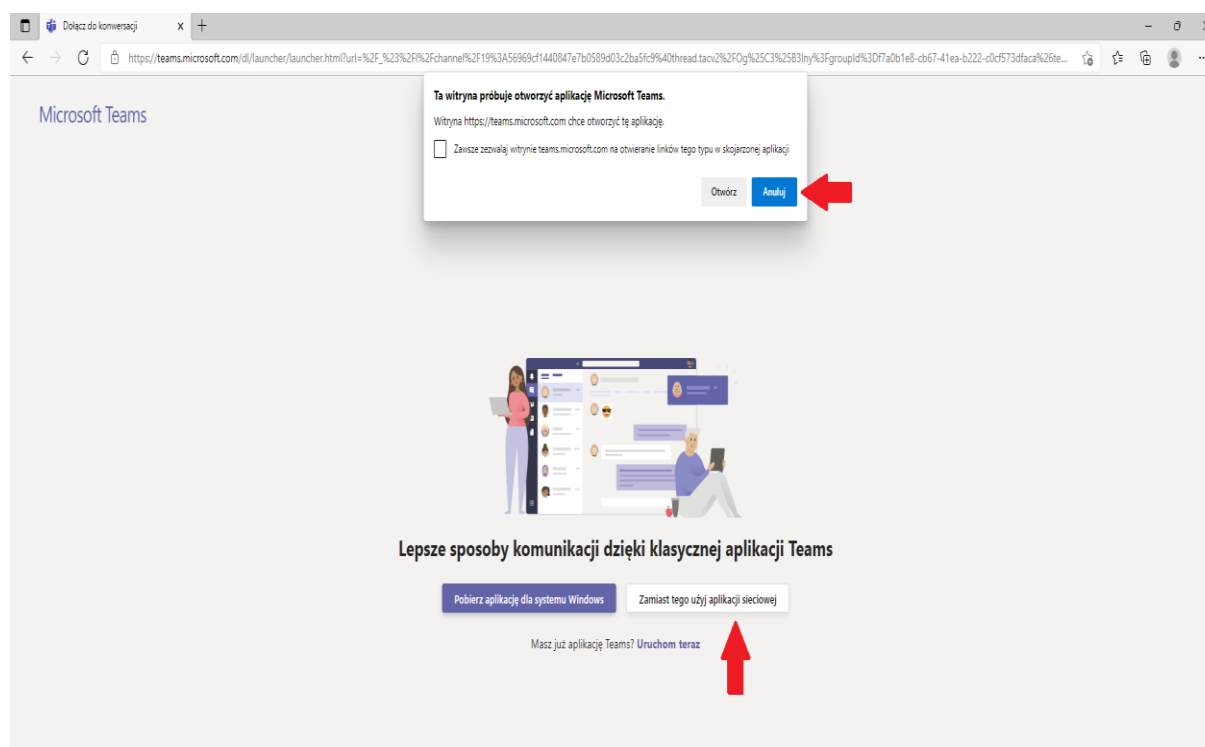 Dołącz do konwersacji
https://teams.microsoft.com/dl/launcher/launcher.html?url=%2F_%23%2Fl%2Fchannel%2F19%3A56969cf1440847e7b0589d03c2ba5fc9%40thread.tacv2%2FOg%25C3%25B3lny%3FgroupId%3Df7a0b1e8-cb67-41ea-b222-c0cf573dfaca%26te...
Microsoft Teams
Ta witryna próbuje otworzyć aplikację Microsoft Teams.
Witryna https://teams.microsoft.com chce otworzyć tę aplikację.
Zawsze zezwalaj witrynie teams.microsoft.com na otwieranie linków tego typu w skojarzonej aplikacji
Otwórz Anuluj
Lepsze sposoby komunikacji dzięki klasycznej aplikacji Teams
Pobierz aplikację dla systemu Windows Zamiast tego użyj aplikacji sieciowej
Masz już aplikację Teams? Uruchom teraz